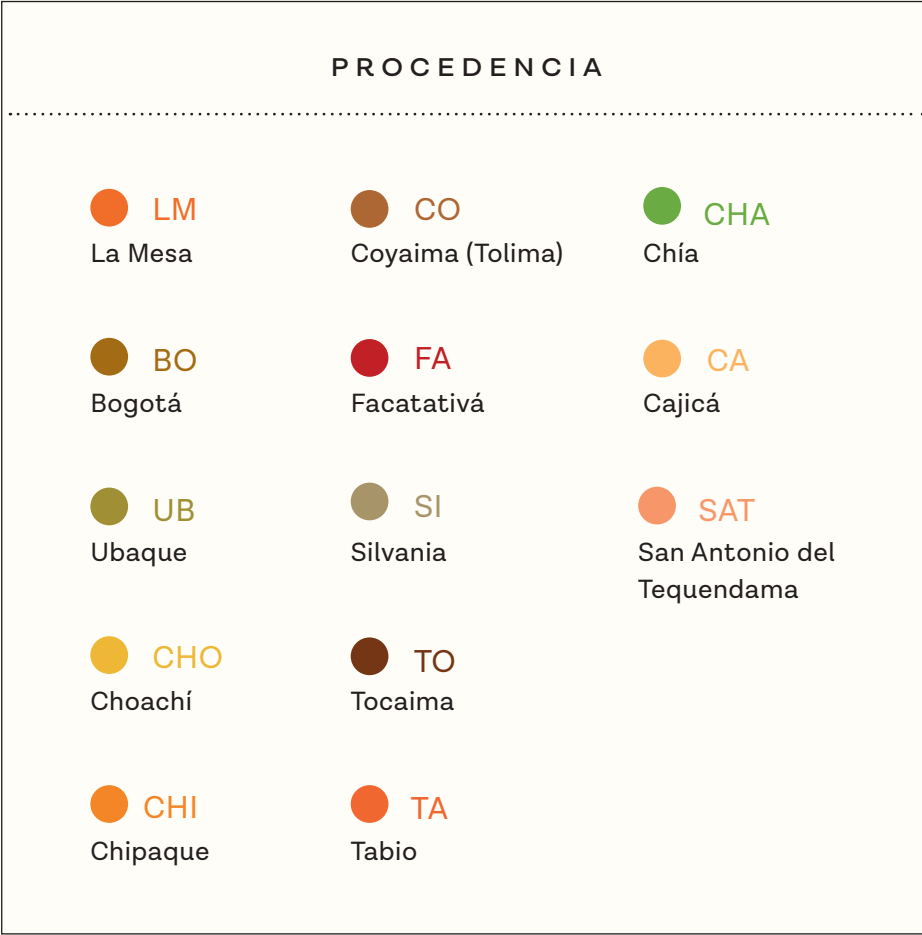 PROCEDENCIA
LM
La Mesa
BO
Bogotá
UB
Ubaque
CHO
Choachí
CHI
Chipaque
CO
Coyaima (Tolima)
FA
Facatativá
SI
Silvania
TO
Tocaima
TA
Tabio
CHA
Chía
CA
Cajicá
SAT
San Antonio del
Tequendama